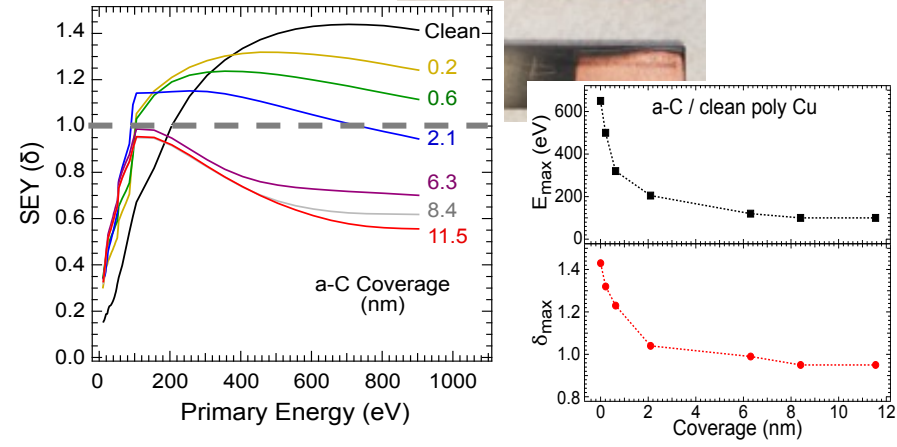 SEY (δ)
1.4
1.2
1.0
0.8
0.6
0.4
0.2
0.0
Clean
0.2
0.6
2.1
6.3
8.4
11.5
a-C Coverage
(nm)
0 200 400 600 800 1000
Primary Energy (eV)
a-C / clean poly Cu
E_max (eV)
600
400
200
0
δ_max
1.4
1.2
1.0
0.8
0 2 4 6 8 10 12
Coverage (nm)